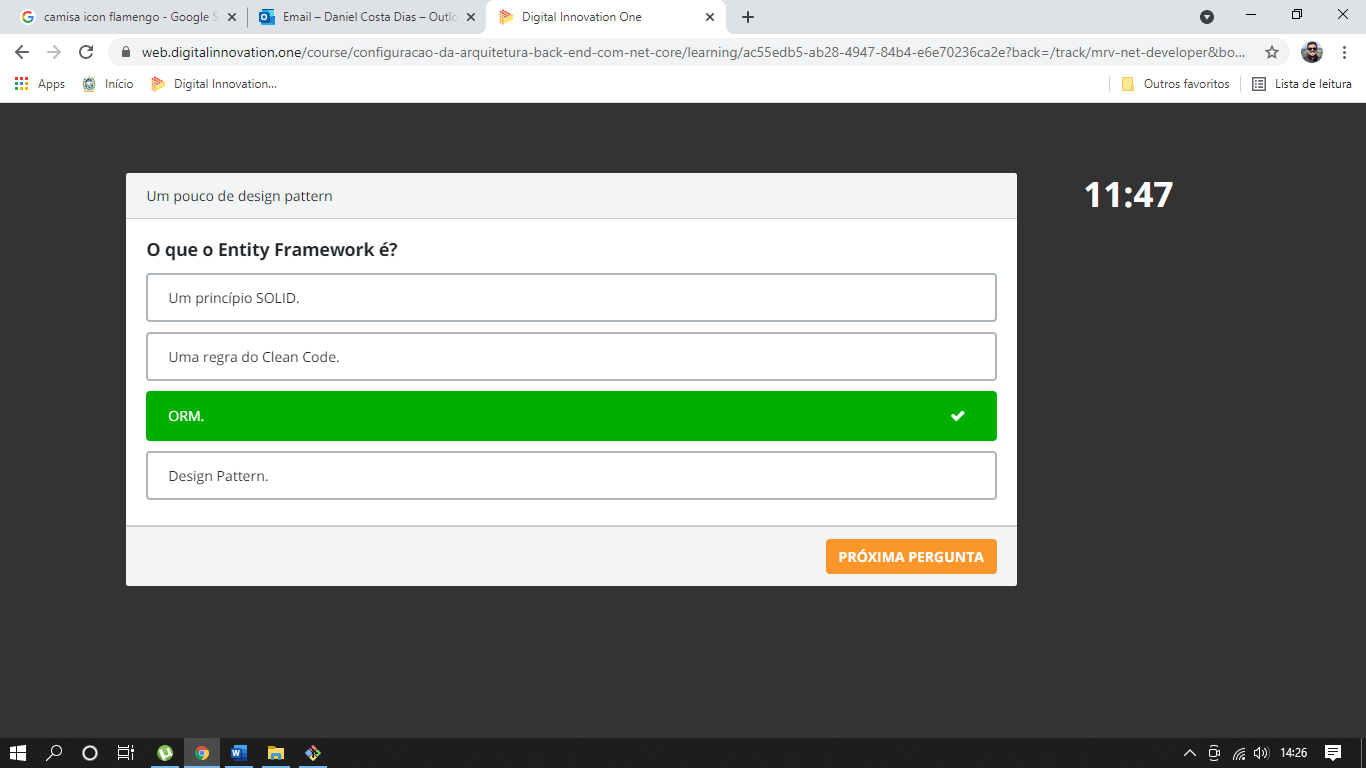 camisa icon flamengo - Google S
Email – Daniel Costa Dias – Outlo
Digital Innovation One
web.digitalinnovation.one/course/configuracao-da-arquitetura-back-end-com-net-core/learning/ac55edb5-ab28-4947-84b4-e6e70236ca2e?back=/track/mrv-net-developer&bo...
Apps
Início
Digital Innovation...
Outros favoritos
Lista de leitura
Um pouco de design pattern
11:47
O que o Entity Framework é?
Um princípio SOLID.
Uma regra do Clean Code.
ORM.
Design Pattern.
PRÓXIMA PERGUNTA
14:26